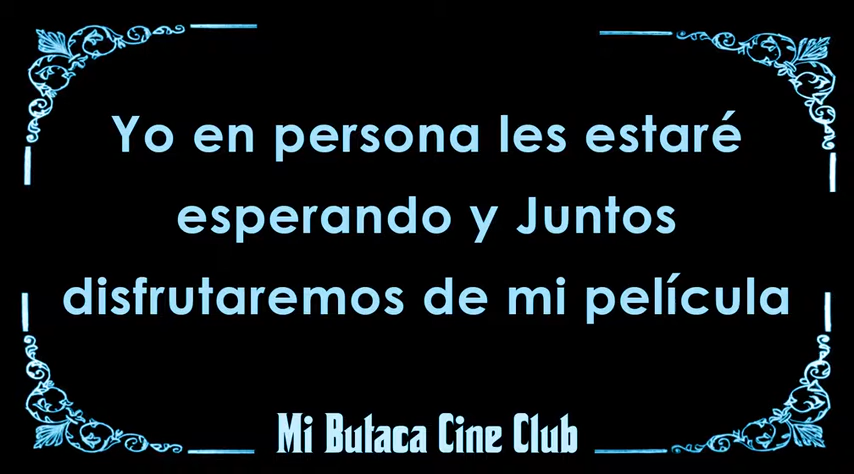 Yo en persona les estaré
esperando y Juntos
disfrutaremos de mi película
Mi Butaca Cine Club